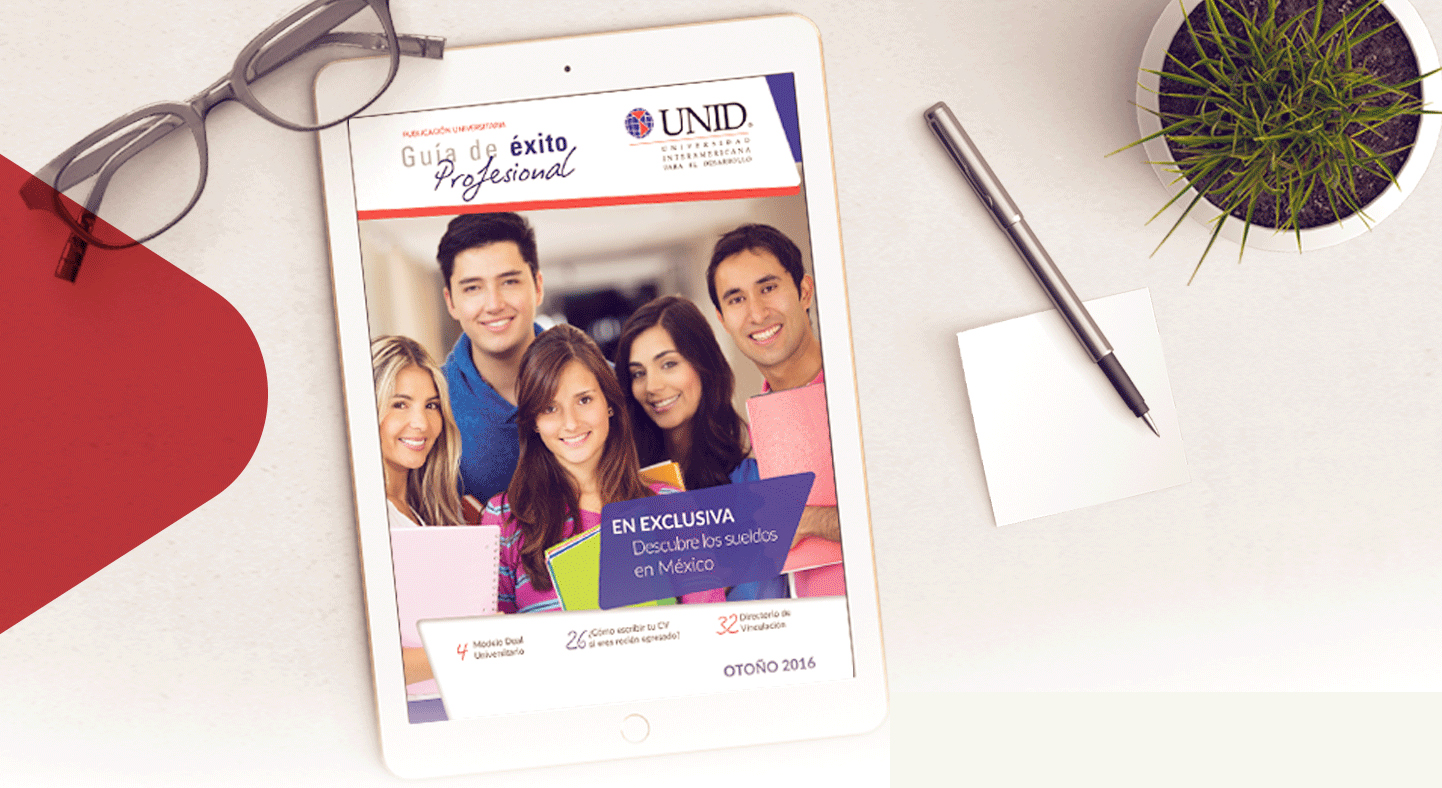 PUBLICACIÓN UNIVERSITARIA
Guía de éxito
Profesional
UNID
UNIVERSIDAD
INTERAMERICANA
PARA EL DESARROLLO
EN EXCLUSIVA
Descubre los sueldos
en México
4 Modelo Dual
Universitario
26 ¿Cómo escribir tu CV
si eres recién egresado?
32 Directorio de
Vinculación
OTOÑO 2016